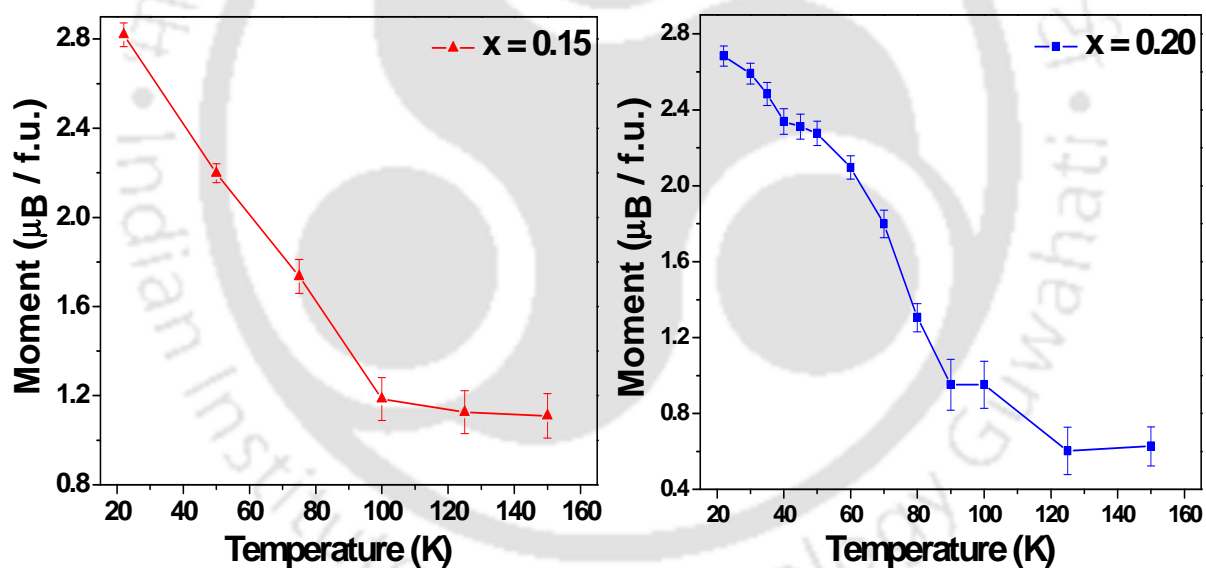 x = 0.15
Moment (μB / f.u.)
2.8
2.4
2.0
1.6
1.2
0.8
20 40 60 80 100 120 140 160
Temperature (K)
x = 0.20
Moment (μB / f.u.)
2.8
2.4
2.0
1.6
1.2
0.8
0.4
20 40 60 80 100 120 140 160
Temperature (K)
Indian Institu
logy Guwahati